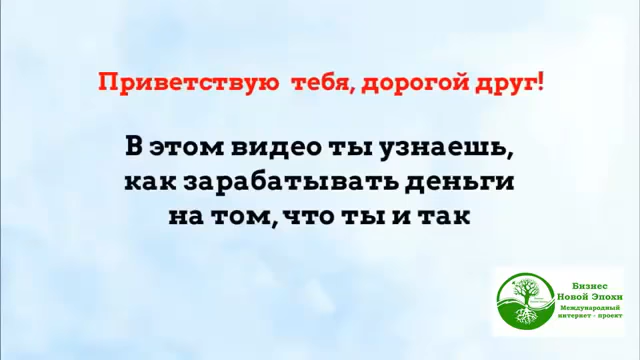 Приветствую тебя, дорогой друг!
В этом видео ты узнаешь,
как зарабатывать деньги
на том, что ты и так
Бизнес
Новой Эпохи
Международный
интернет - проект